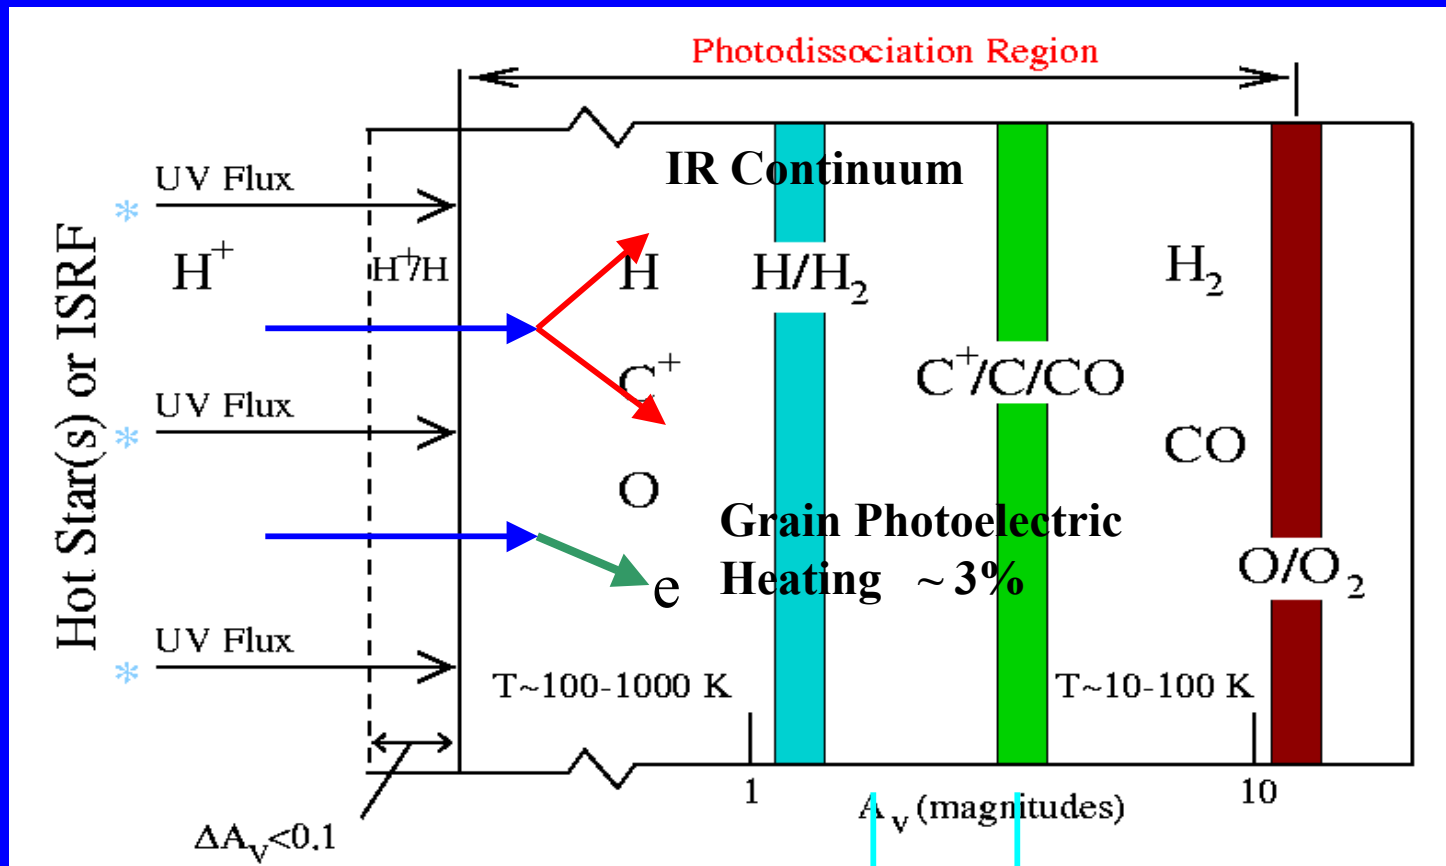 Photodissociation Region
IR Continuum
UV Flux
UV Flux
UV Flux
Hot Star(s) or ISRF
H⁺
H⁺/H
H
H/H₂
H₂
C⁺
C⁺/C/CO
CO
O
Grain Photoelectric
Heating ~ 3%
e
O/O₂
T~100-1000 K
T~10-100 K
1
10
Aᵥ (magnitudes)
ΔAᵥ<0.1